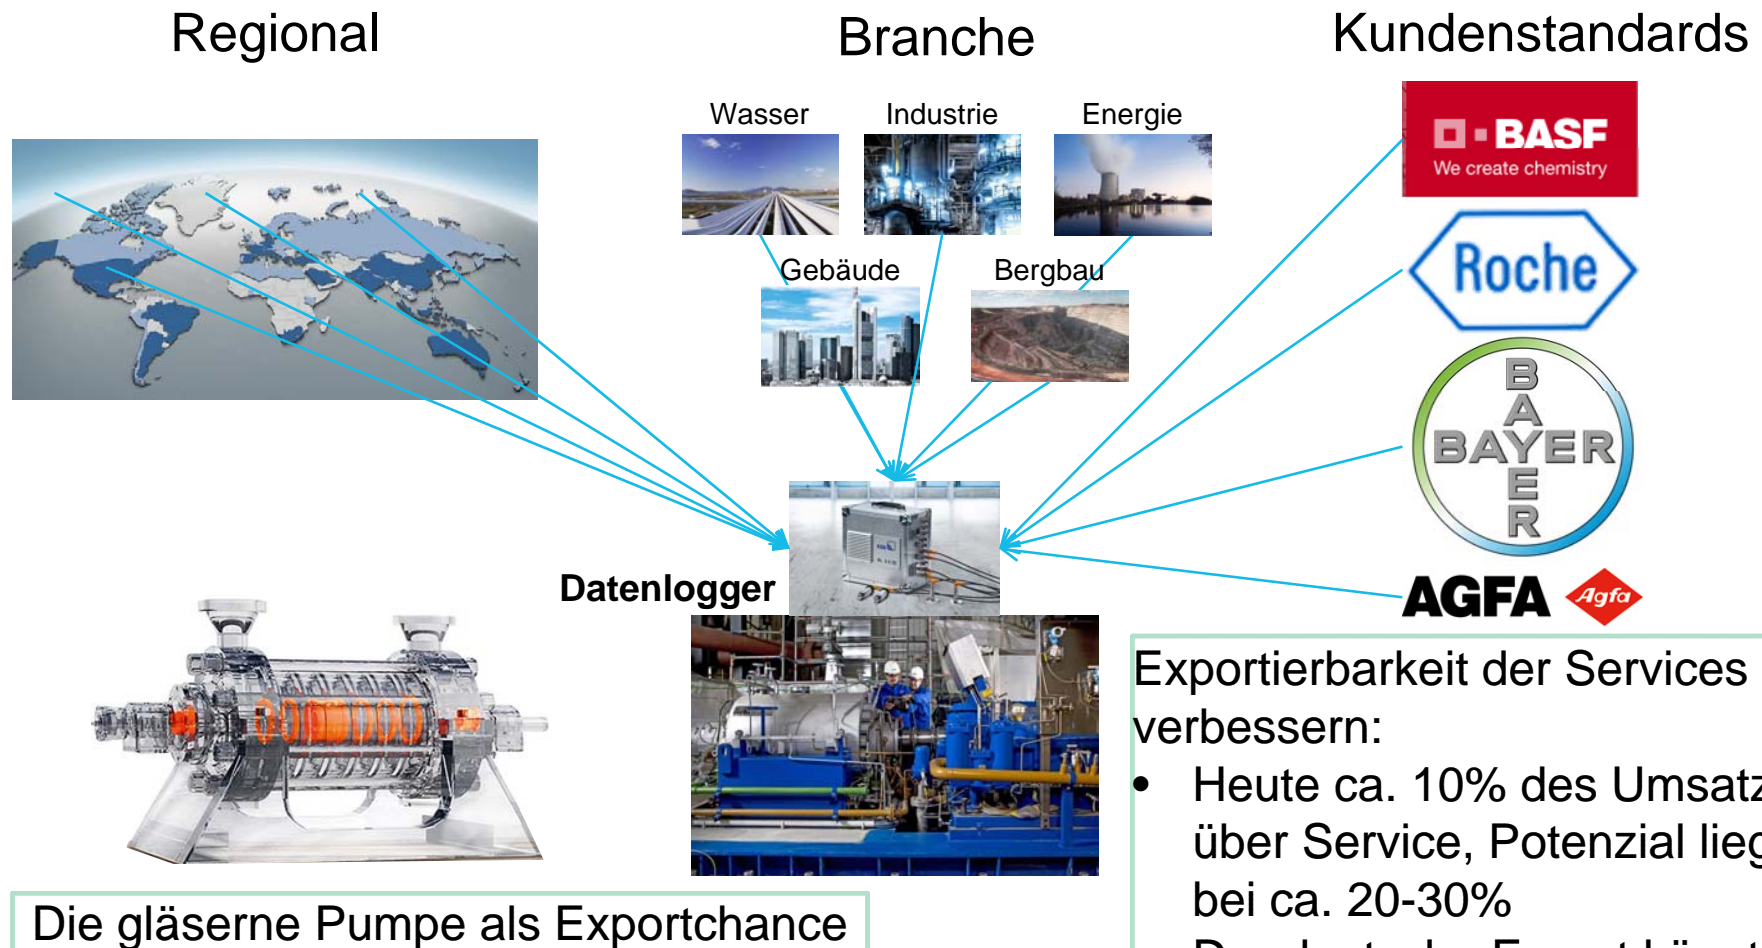 Regional
Branche
Kundenstandards
Wasser
Industrie
Energie
Gebäude
Bergbau
BASF
We create chemistry
Roche
BAYER
BAYER
AGFA
Agfa
Datenlogger
Exportierbarkeit der Services
verbessern:
• Heute ca. 10% des Umsatz
über Service, Potenzial lieg
bei ca. 20-30%
Die gläserne Pumpe als Exportchance